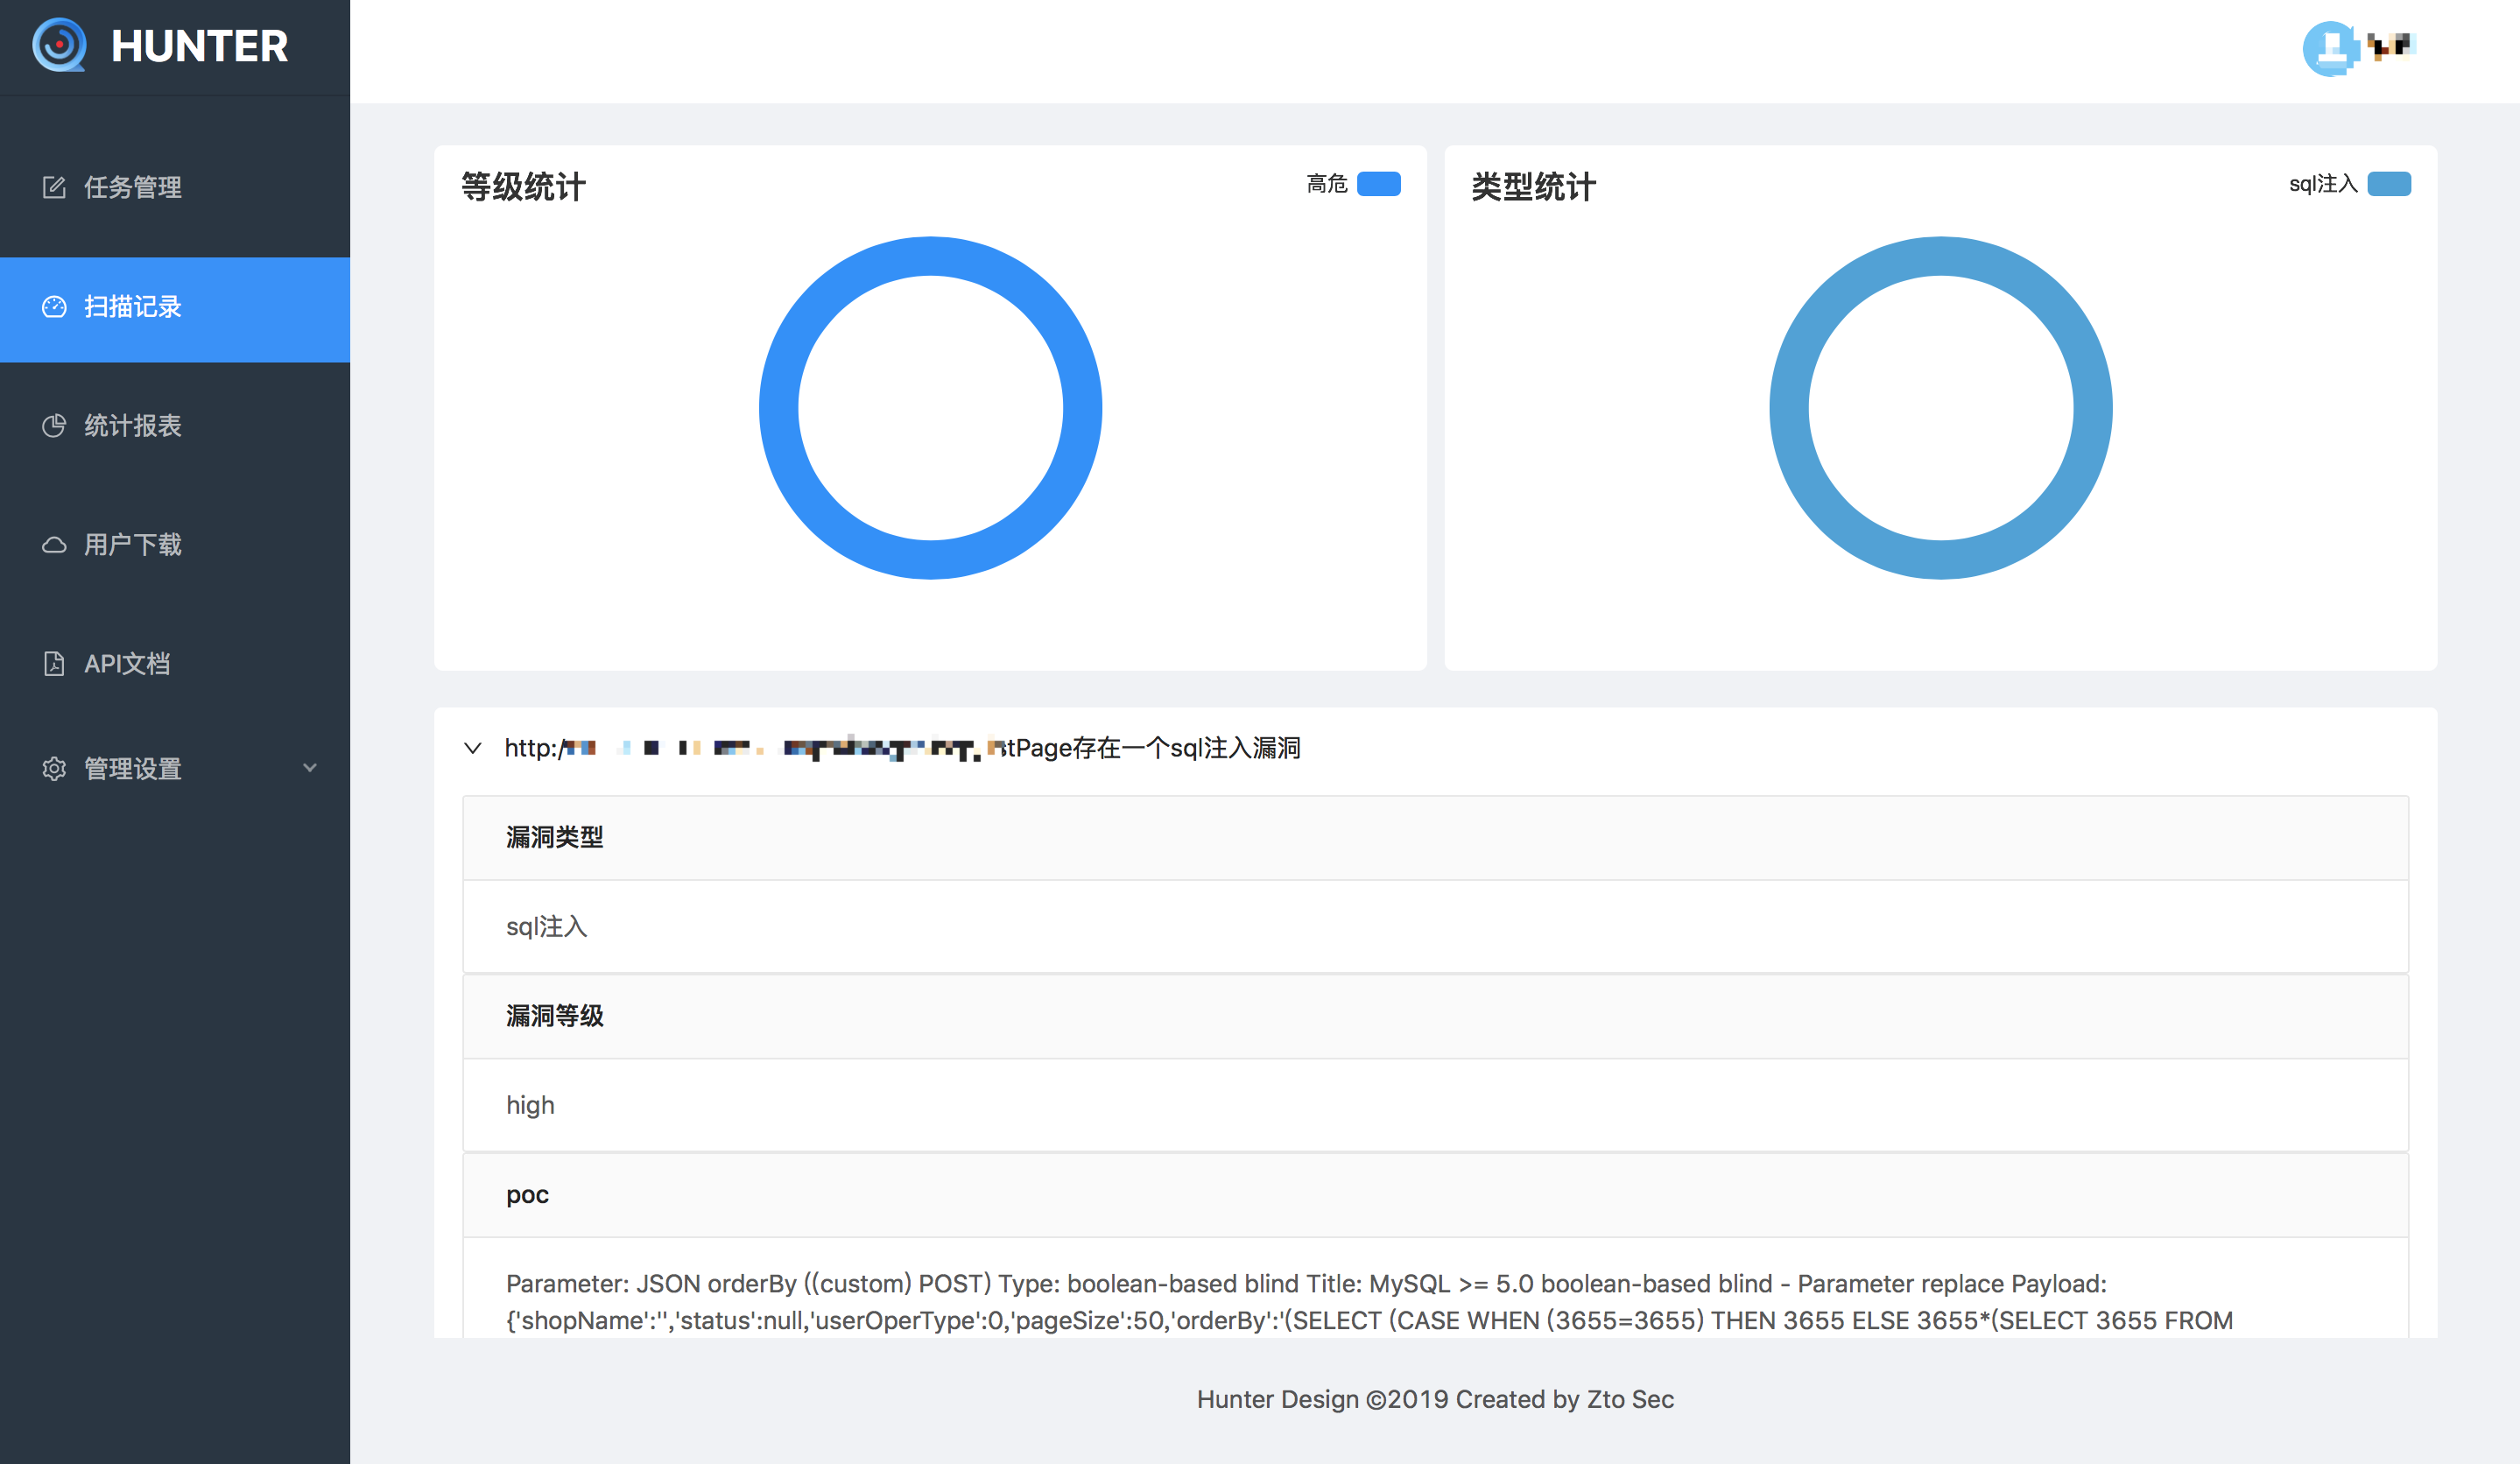 HUNTER
任务管理
扫描记录
统计报表
用户下载
API文档
管理设置
等级统计
高危
类型统计
sql注入
http:/ tPage存在一个sql注入漏洞
漏洞类型
sql注入
漏洞等级
high
poc
Parameter: JSON orderBy ((custom) POST) Type: boolean-based blind Title: MySQL >= 5.0 boolean-based blind - Parameter replace Payload:
{'shopName':'','status':null,'userOperType':0,'pageSize':50,'orderBy':'(SELECT (CASE WHEN (3655=3655) THEN 3655 ELSE 3655*(SELECT 3655 FROM
Hunter Design ©2019 Created by Zto Sec